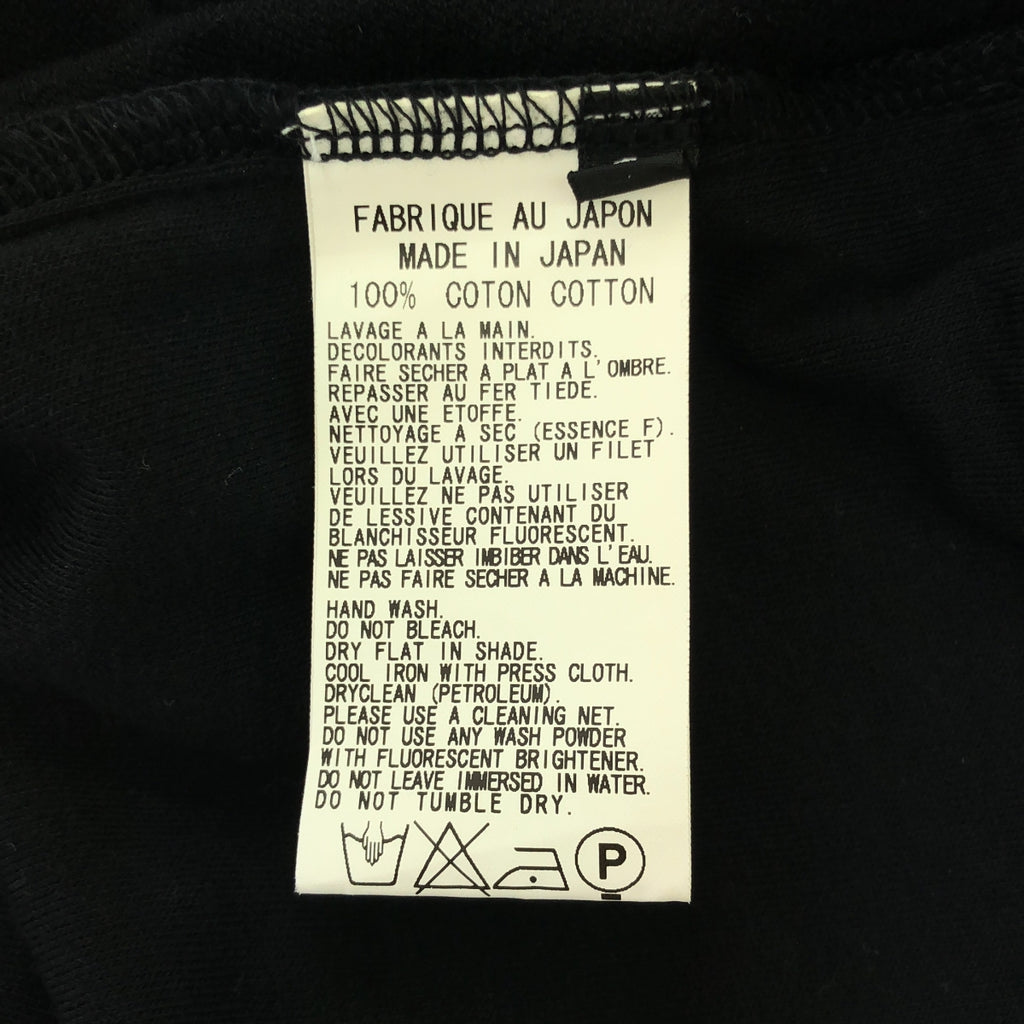 FABRIQUE AU JAPON
MADE IN JAPAN
100% COTON COTTON
LAVAGE A LA MAIN.
DECOLORANTS INTERDITS.
FAIRE SECHER A PLAT A L'OMBRE.
REPASSER AU FER TIEDE.
AVEC UNE ETOFFE.
NETTOYAGE A SEC (ESSENCE F).
VEUILLEZ UTILISER UN FILET
LORS DU LAVAGE.
VEUILLEZ NE PAS UTILISER
DE LESSIVE CONTENANT DU
BLANCHISSEUR FLUORESCENT.
NE PAS LAISSER IMBIBER DANS L'EAU.
NE PAS FAIRE SECHER A LA MACHINE.
HAND WASH.
DO NOT BLEACH.
DRY FLAT IN SHADE.
COOL IRON WITH PRESS CLOTH.
DRYCLEAN (PETROLEUM).
PLEASE USE A CLEANING NET.
DO NOT USE ANY WASH POWDER
WITH FLUORESCENT BRIGHTENER.
DO NOT LEAVE IMMERSED IN WATER.
DO NOT TUMBLE DRY.
P